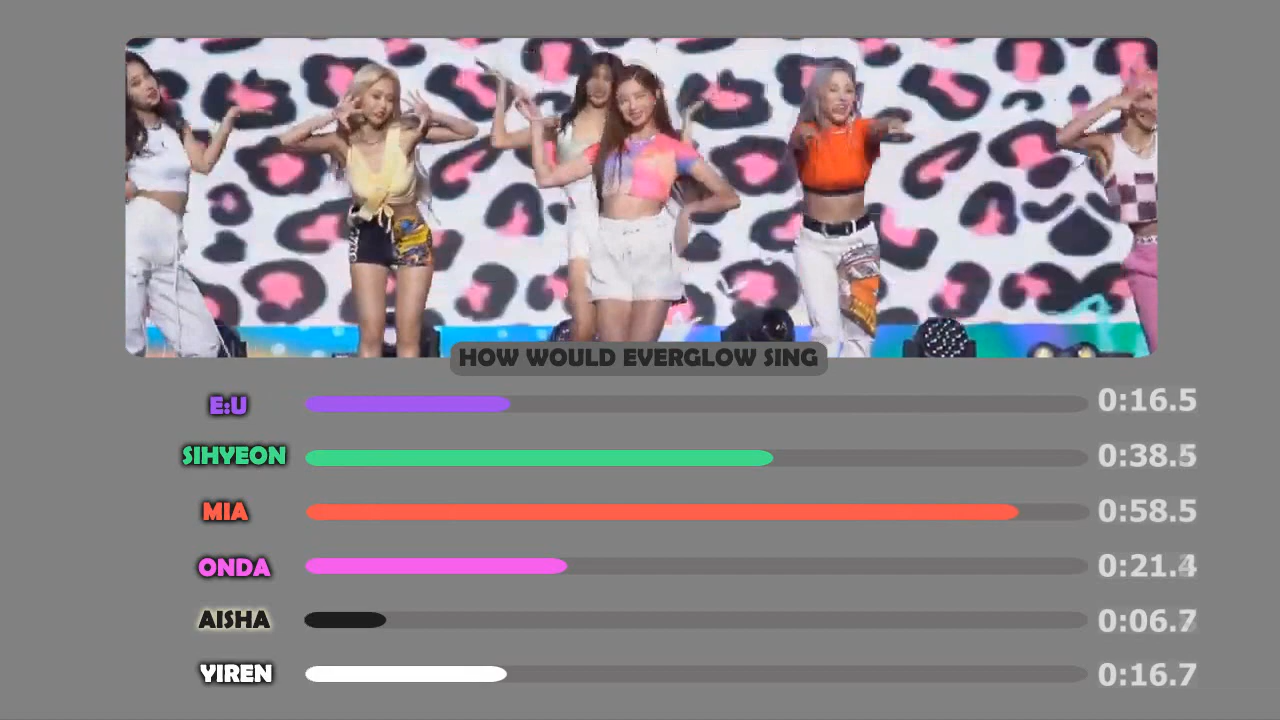 HOW WOULD EVERGLOW SING
E:U 0:16.5
SIHYEON 0:38.5
MIA 0:58.5
ONDA 0:21.4
AISHA 0:06.7
YIREN 0:16.7